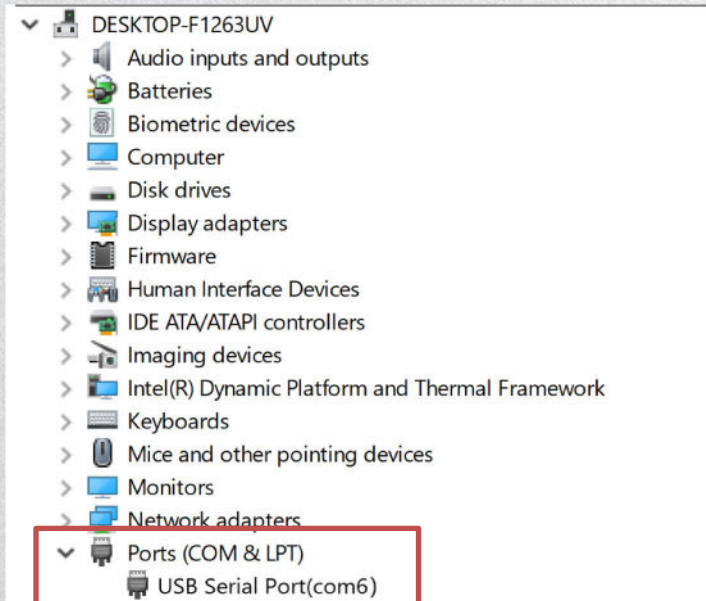 DESKTOP-F1263UV
Audio inputs and outputs
Batteries
Biometric devices
Computer
Disk drives
Display adapters
Firmware
Human Interface Devices
IDE ATA/ATAPI controllers
Imaging devices
Intel(R) Dynamic Platform and Thermal Framework
Keyboards
Mice and other pointing devices
Monitors
Network adapters
Ports (COM & LPT)
USB Serial Port(com6)